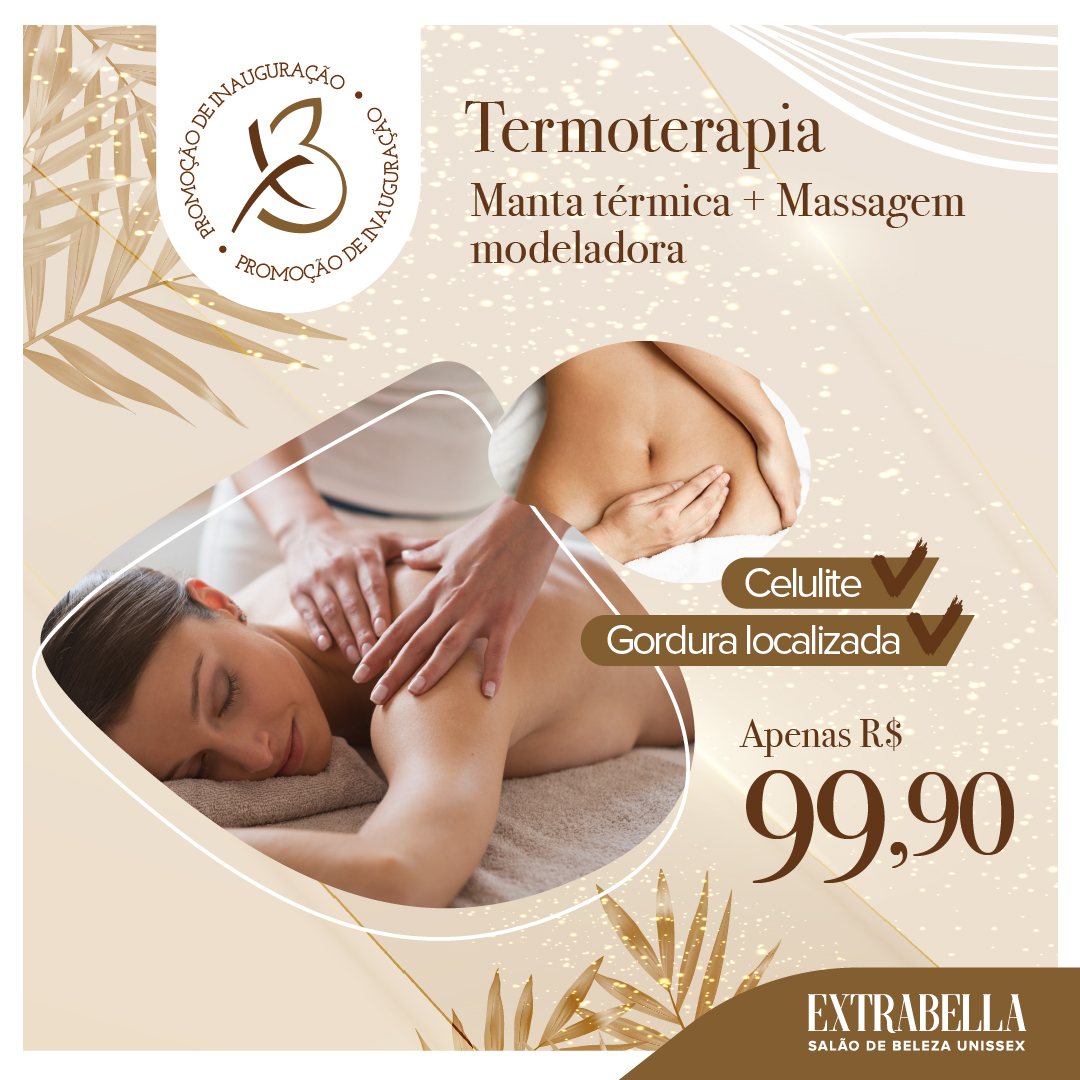 PROMOÇÃO DE INAUGURAÇÃO •
PROMOÇÃO DE INAUGURAÇÃO •
Termoterapia
Manta térmica + Massagem
modeladora
Celulite
Gordura localizada
Apenas R$
99,90
EXTRABELLA
SALÃO DE BELEZA UNISSEX